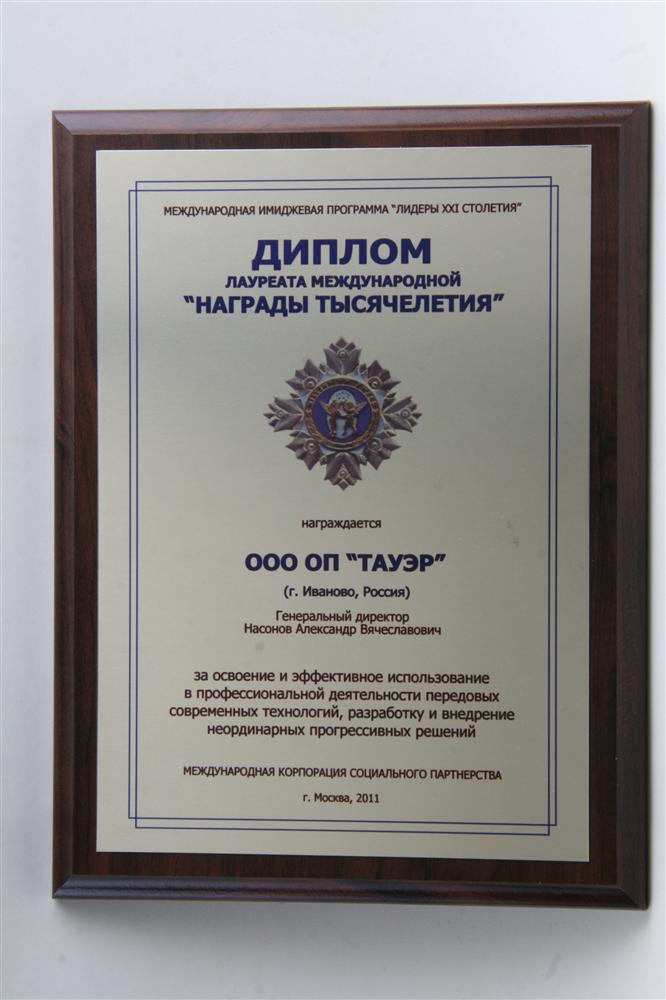 МЕЖДУНАРОДНАЯ ИМИДЖЕВАЯ ПРОГРАММА "ЛИДЕРЫ XXI СТОЛЕТИЯ"
ДИПЛОМ
ЛАУРЕАТА МЕЖДУНАРОДНОЙ
"НАГРАДЫ ТЫСЯЧЕЛЕТИЯ"
награждается
ООО ОП "ТАУЭР"
(г. Иваново, Россия)
Генеральный директор
Насонов Александр Вячеславович
за освоение и эффективное использование
в профессиональной деятельности передовых
современных технологий, разработку и внедрение
неординарных прогрессивных решений
МЕЖДУНАРОДНАЯ КОРПОРАЦИЯ СОЦИАЛЬНОГО ПАРТНЕРСТВА
г. Москва, 2011